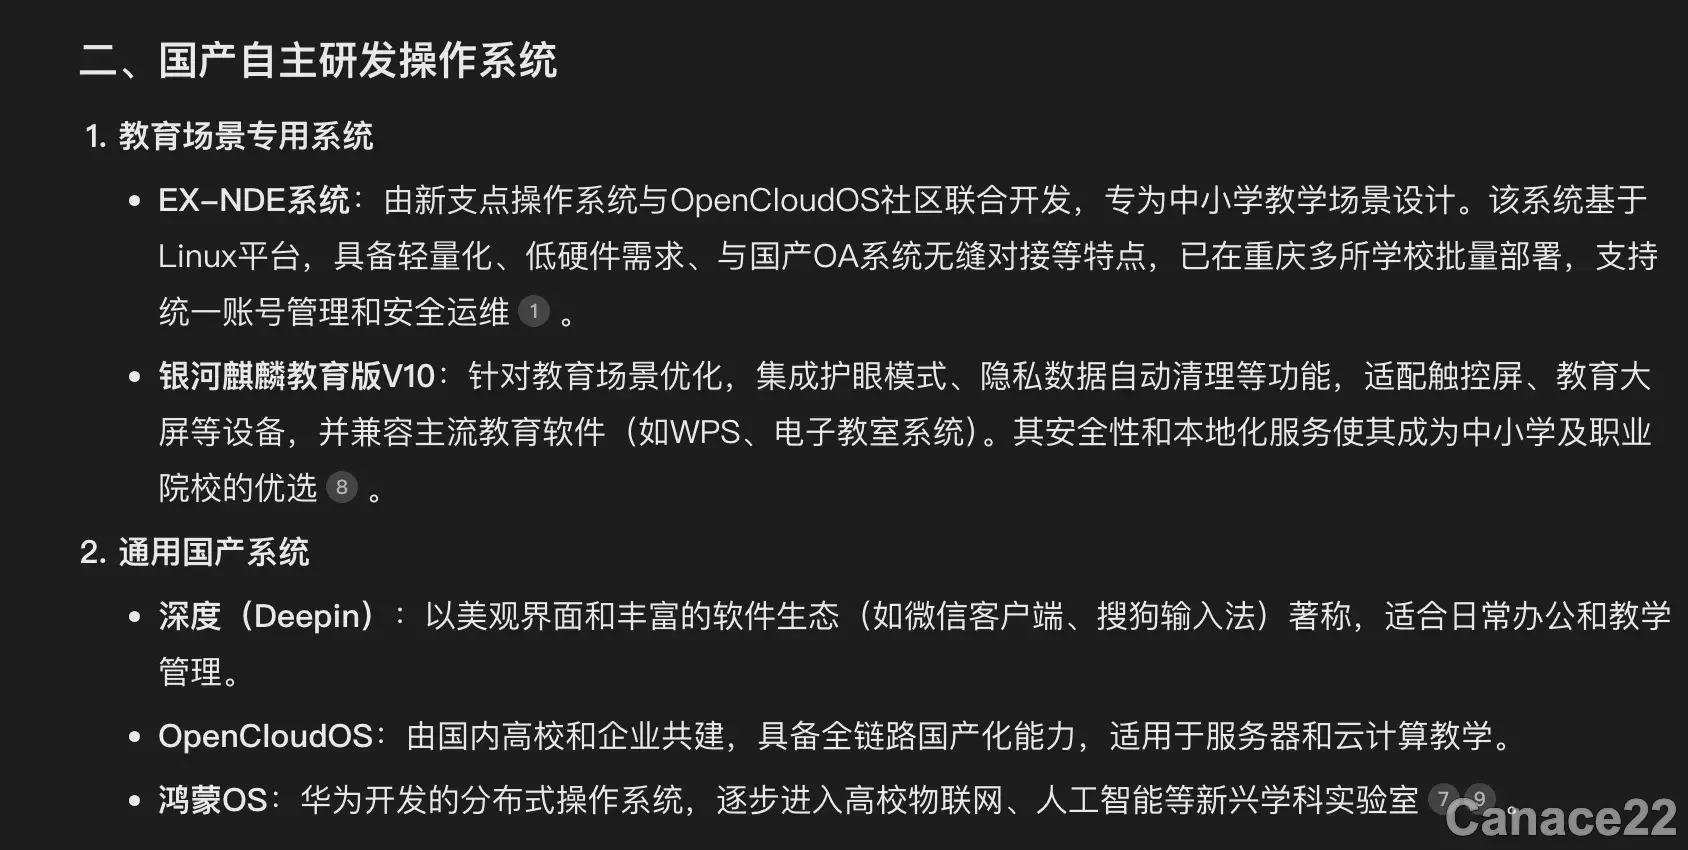 二、国产自主研发操作系统
1. 教育场景专用系统
• EX-NDE系统：由新支点操作系统与OpenCloudOS社区联合开发，专为中小学教学场景设计。该系统基于
Linux平台，具备轻量化、低硬件需求、与国产OA系统无缝对接等特点，已在重庆多所学校批量部署，支持
统一账号管理和安全运维 1 。
• 银河麒麟教育版V10：针对教育场景优化，集成护眼模式、隐私数据自动清理等功能，适配触控屏、教育大
屏等设备，并兼容主流教育软件（如WPS、电子教室系统）。其安全性和本地化服务使其成为中小学及职业
院校的优选 8 。
2. 通用国产系统
• 深度（Deepin）：以美观界面和丰富的软件生态（如微信客户端、搜狗输入法）著称，适合日常办公和教学
管理。
• OpenCloudOS：由国内高校和企业共建，具备全链路国产化能力，适用于服务器和云计算教学。
• 鸿蒙OS：华为开发的分布式操作系统，逐步进入高校物联网、人工智能等新兴学科实验室 7 9 。
Canace22